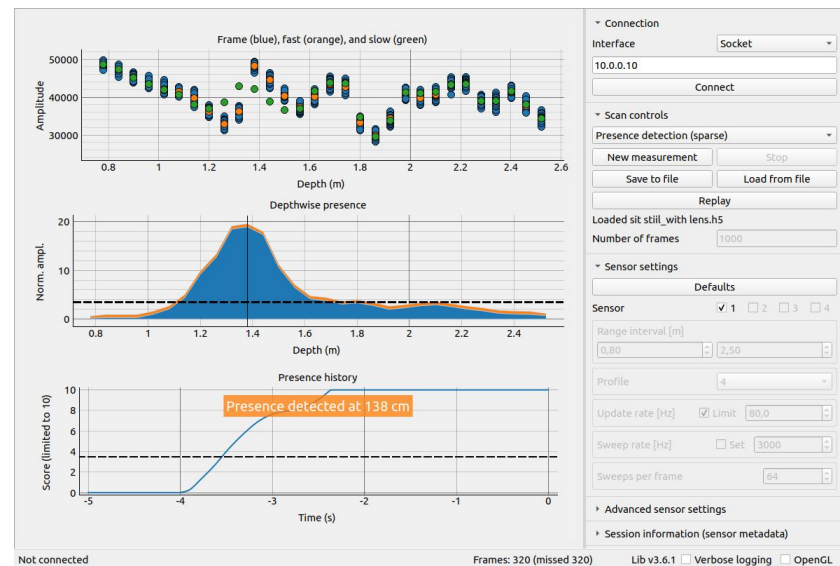 Frame (blue), fast (orange), and slow (green)
50000
40000
30000
Amplitude
0.8 1 1.2 1.4 1.6 1.8 2 2.2 2.4 2.6
Depth (m)
Depthwise presence
20
10
0
Norm. ampl.
0.8 1 1.2 1.4 1.6 1.8 2 2.2 2.4
Depth (m)
Presence history
10
8
6
4
2
0
Score (limited to 10)
Presence detected at 138 cm
-5 -4 -3 -2 -1 0
Time (s)
Connection
Interface Socket
10.0.0.10
Connect
Scan controls
Presence detection (sparse)
New measurement Stop
Save to file Load from file
Replay
Loaded sit stiil_with lens.h5
Number of frames 1000
Sensor settings
Defaults
Sensor 1 2 3 4
Range interval [m]
0,80 2,50
Profile 4
Update rate [Hz] Limit 80,0
Sweep rate [Hz] Set 3000
Sweeps per frame 64
Advanced sensor settings
Session information (sensor metadata)
Not connected Frames: 320 (missed 320) Lib v3.6.1 Verbose logging OpenGL